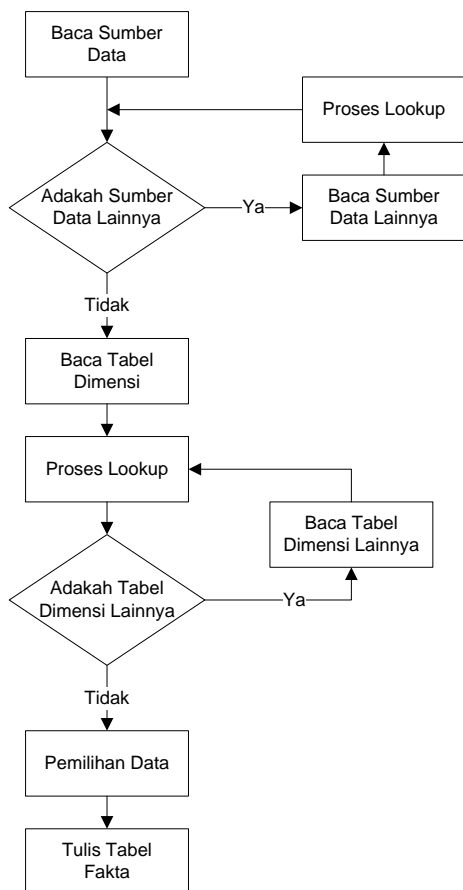 Baca Sumber
Data
Proses Lookup
Adakah Sumber
Data Lainnya
Ya
Baca Sumber
Data Lainnya
Tidak
Baca Tabel
Dimensi
Proses Lookup
Baca Tabel
Dimensi Lainnya
Adakah Tabel
Dimensi Lainnya
Ya
Tidak
Pemilihan Data
Tulis Tabel
Fakta